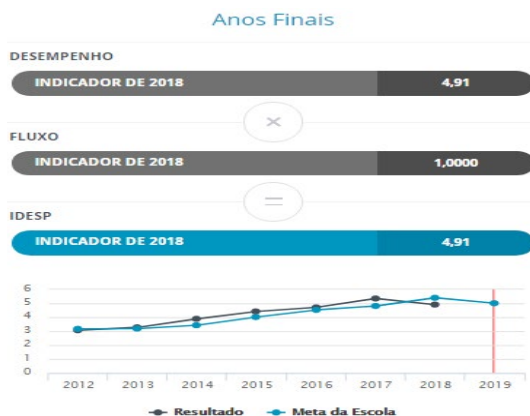 Anos Finais
DESEMPENHO
INDICADOR DE 2018 4,91
×
FLUXO
INDICADOR DE 2018 1,0000
=
IDESP
INDICADOR DE 2018 4,91
6
5
4
3
2
1
0
2012 2013 2014 2015 2016 2017 2018 2019
Resultado Meta da Escola